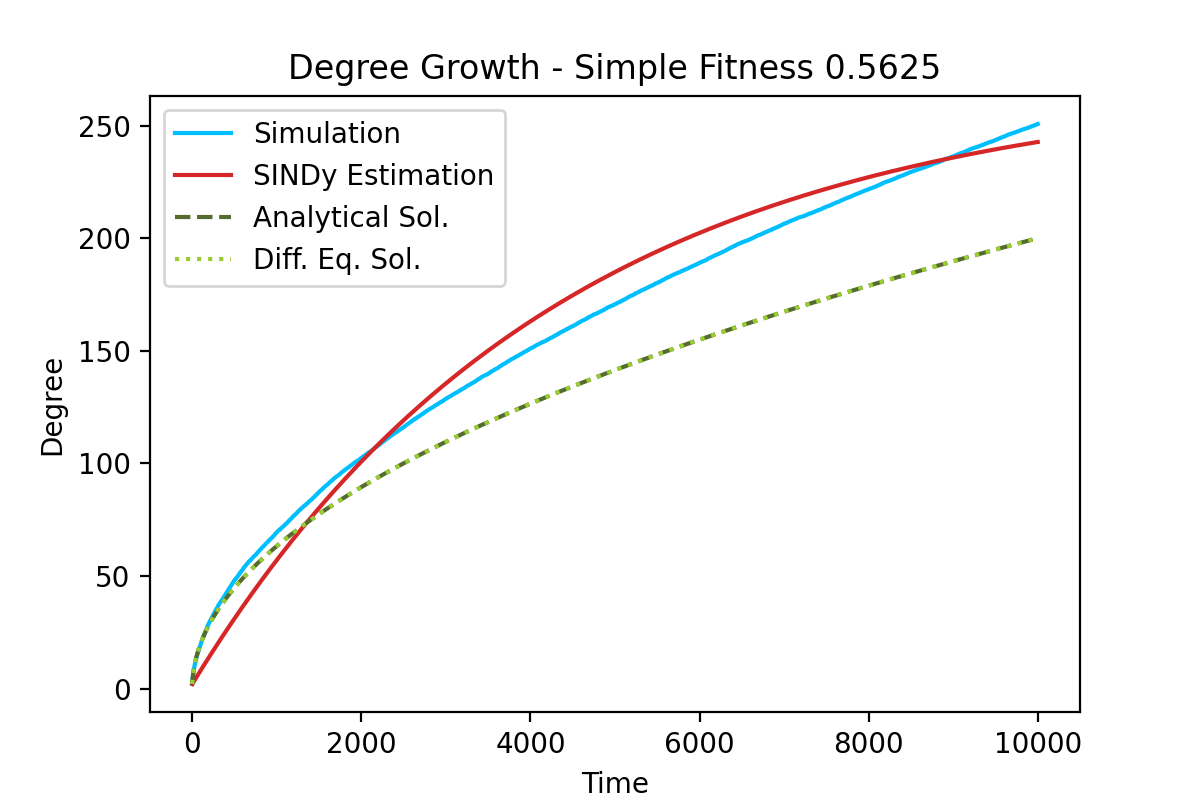 Degree Growth - Simple Fitness 0.5625
Simulation
SINDy Estimation
Analytical Sol.
Diff. Eq. Sol.
250
200
150
100
50
0
Degree
0 2000 4000 6000 8000 10000
Time